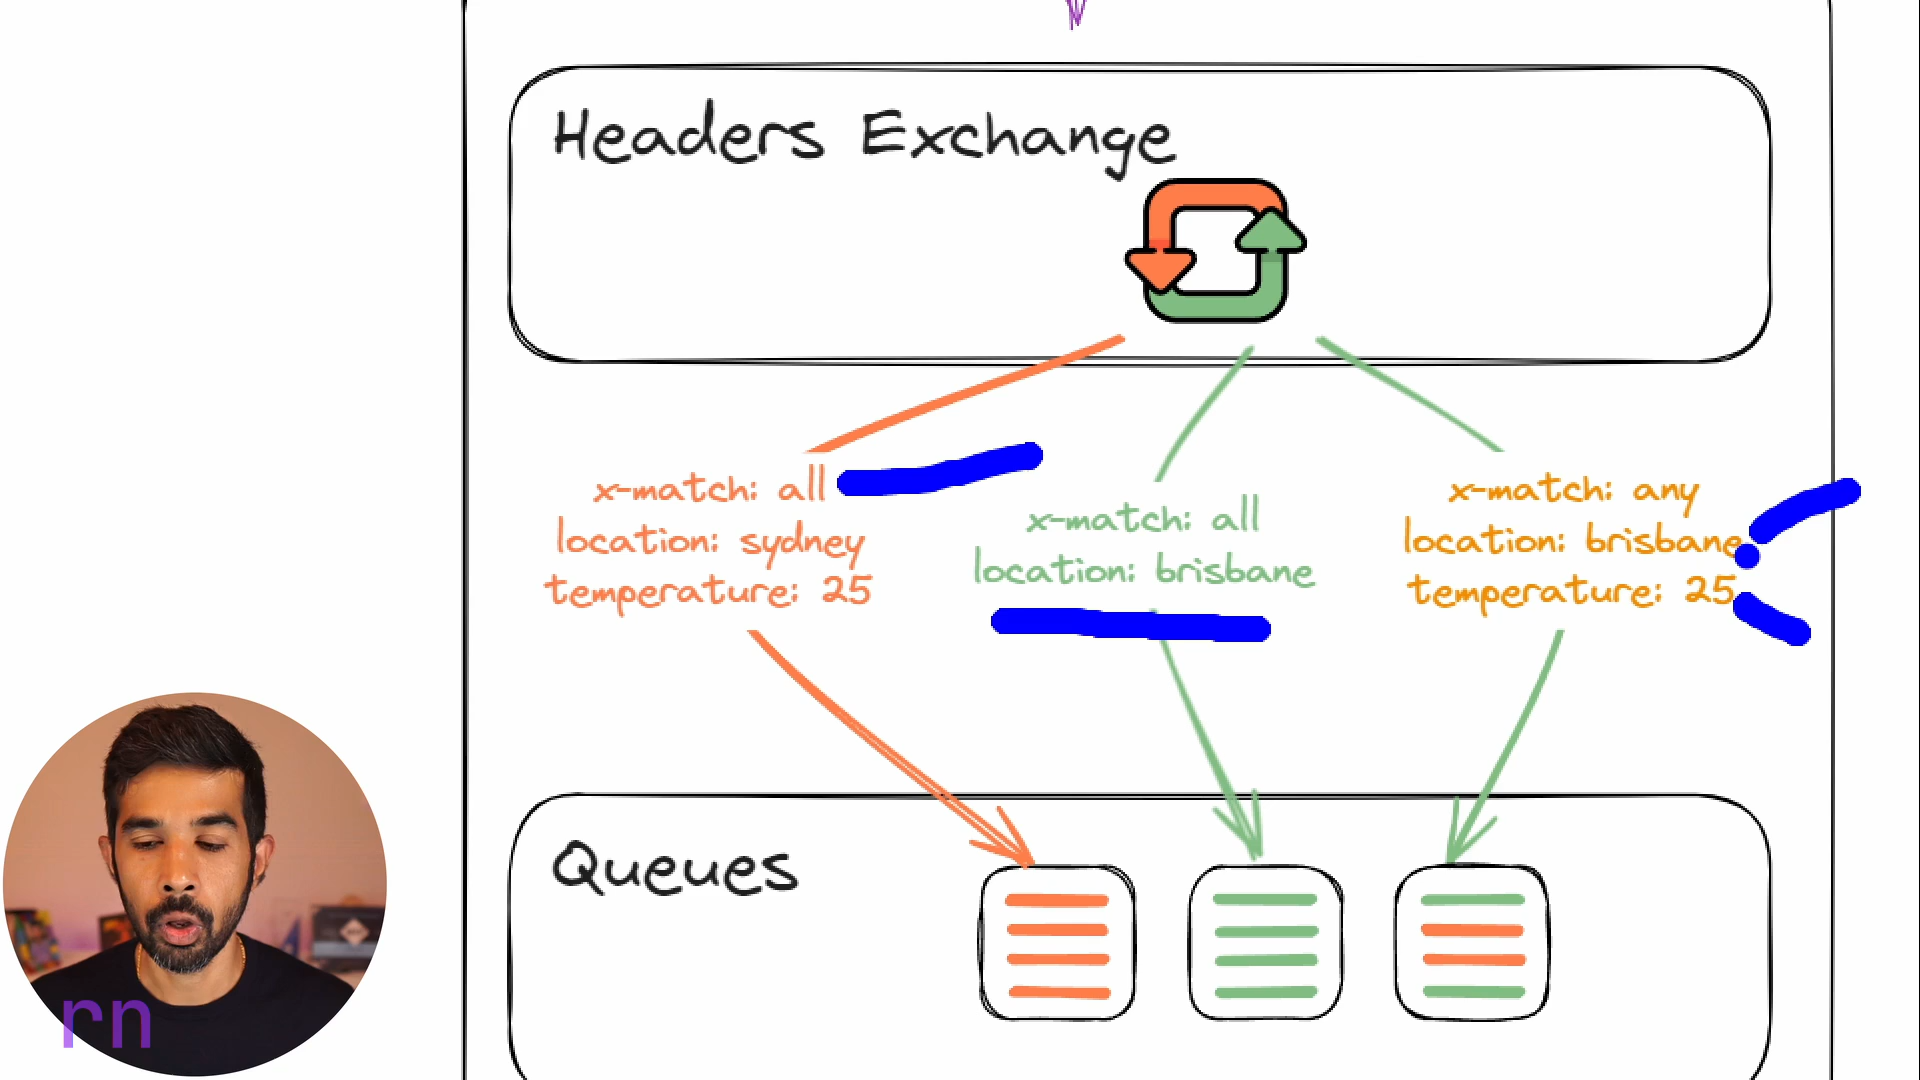 Headers Exchange
x-match: all
location: sydney
temperature: 25
x-match: all
location: brisbane
x-match: any
location: brisbane
temperature: 25
Queues
rn